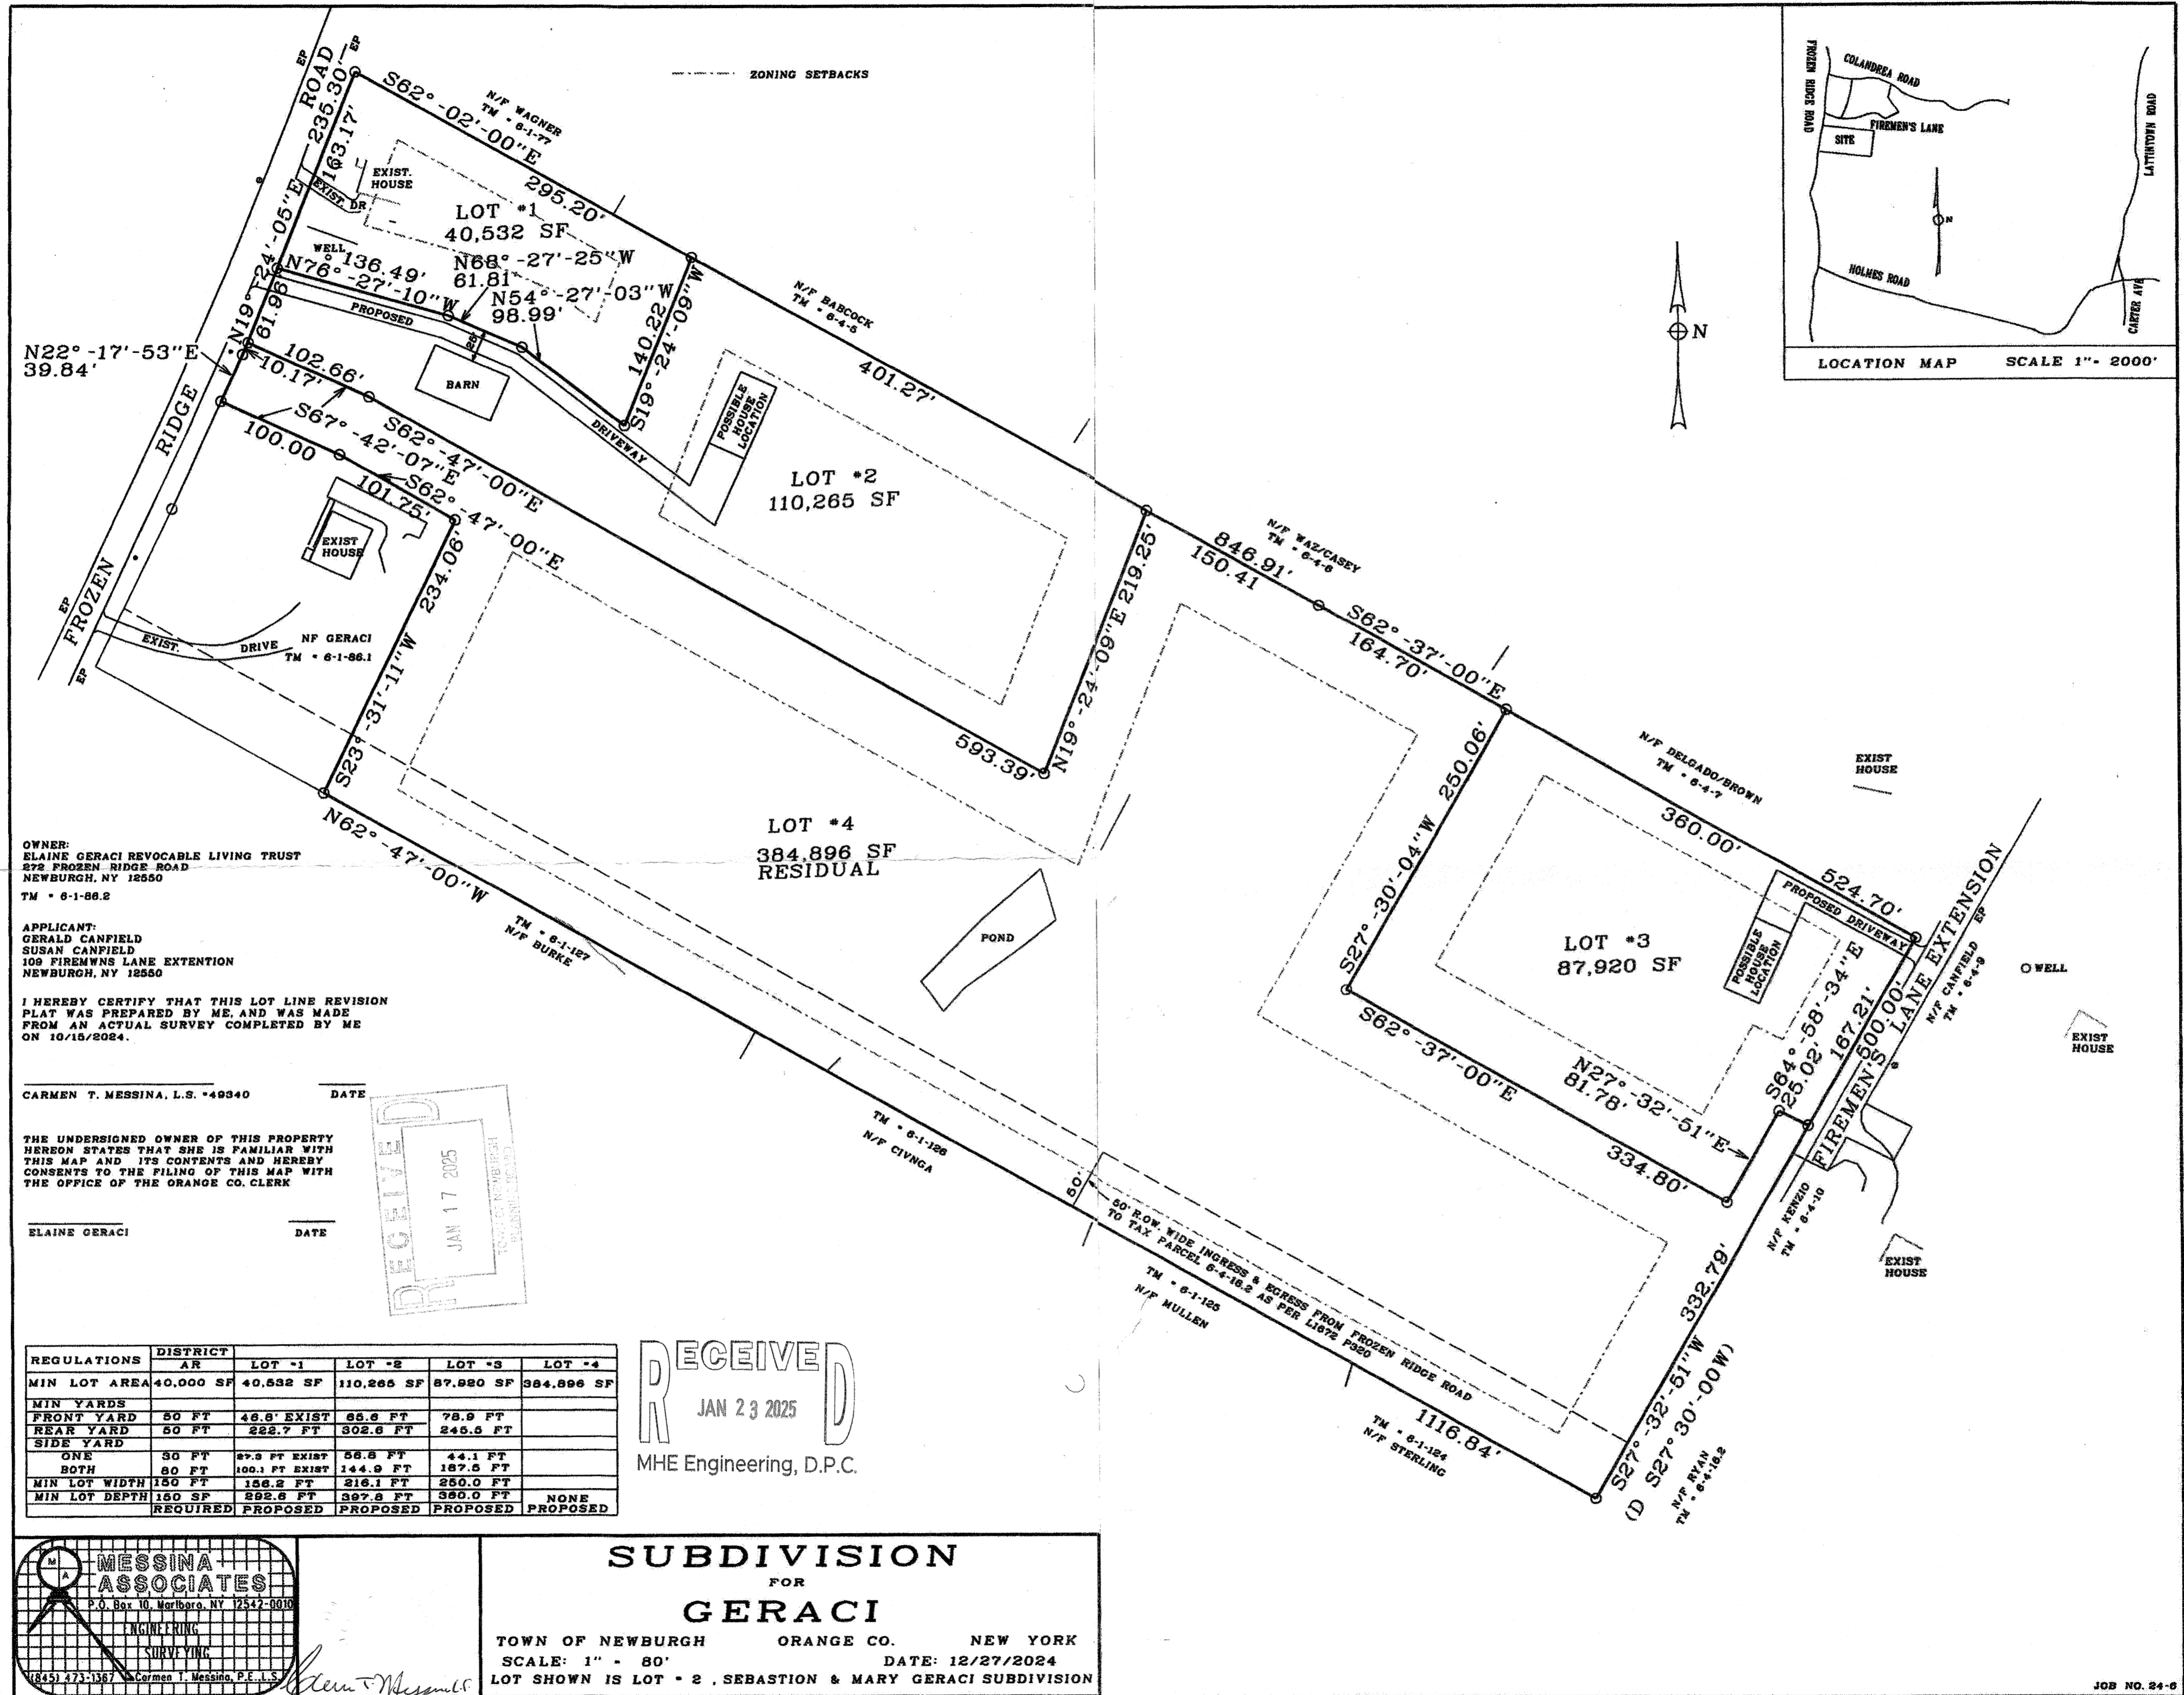 ZONING SETBACKS
FROZEN RIDGE ROAD
COLANDREA ROAD
FIREMEN'S LANE
SITE
LATTINTOWN ROAD
N
HOLMES ROAD
CARTER AVE
LOCATION MAP SCALE 1"- 2000'
N
EP
EP
FROZEN RIDGE ROAD
235.30'
163.17'
S62°-02'-00"E
295.20'
N/F WAGNER
TM * 6-1-77
EXIST.
HOUSE
EXIST. DR
LOT *1
40,532 SF
WELL
136.49'
N76°-27'-10"W
N68°-27'-25"W
61.81'
N54°-27'-03"W
98.99'
140.22'
S19°-24'-09"W
N19°-24'-05"E
61.96'
10.17'
N22°-17'-53"E
39.84'
PROPOSED
DRIVEWAY
BARN
102.66'
S67°-42'-07"E
100.00
S62°-47'-00"E
593.39'
S62°-47'-00"E
101.75'
EXIST
HOUSE
234.06'
S23°-31'-11"W
EXIST. DRIVE
NF GERACI
TM * 6-1-86.1
EP
EP
N/F BABCOCK
TM * 6-4-5
401.27'
POSSIBLE
HOUSE
LOCATION
LOT *2
110,265 SF
N19°-24'-09"E 219.25'
846.91'
150.41
N/F WAZ/CASEY
TM * 6-4-6
S62°-37'-00"E
164.70'
N/F DELGADO/BROWN
TM * 6-4-7
360.00'
524.70'
EXIST
HOUSE
S27°-30'-04"W 250.06'
LOT *3
87,920 SF
PROPOSED DRIVEWAY
POSSIBLE
HOUSE
LOCATION
S62°-37'-00"E
334.80'
N27°-32'-51"E
81.78'
S64°-58'-34"E
25.02'
167.21'
500.00'
FIREMEN'S LANE EXTENSION
EP
N/F CANFIELD
TM * 6-4-9
WELL
EXIST
HOUSE
N/F KENZIO
TM * 6-4-10
EXIST
HOUSE
332.79'
S27°-32'-51"W
(D S27°30'-00W)
N/F RYAN
TM * 6-4-16.2
LOT *4
384,896 SF
RESIDUAL
POND
N62°-47'-00"W
1116.84'
TM * 6-1-127
N/F BURKE
TM * 6-1-126
N/F CIVNGA
TM * 6-1-125
N/F MULLEN
TM * 6-1-124
N/F STERLING
50'
50' R.O.W. WIDE INGRESS & EGRESS FROM FROZEN RIDGE ROAD
TO TAX PARCEL 6-4-16.2 AS PER L1672 P320
OWNER:
ELAINE GERACI REVOCABLE LIVING TRUST
272 FROZEN RIDGE ROAD
NEWBURGH, NY 12550
TM * 6-1-86.2
APPLICANT:
GERALD CANFIELD
SUSAN CANFIELD
109 FIREMWNS LANE EXTENTION
NEWBURGH, NY 12550
I HEREBY CERTIFY THAT THIS LOT LINE REVISION
PLAT WAS PREPARED BY ME, AND WAS MADE
FROM AN ACTUAL SURVEY COMPLETED BY ME
ON 10/15/2024.
CARMEN T. MESSINA, L.S. *49340 DATE
THE UNDERSIGNED OWNER OF THIS PROPERTY
HEREON STATES THAT SHE IS FAMILIAR WITH
THIS MAP AND ITS CONTENTS AND HEREBY
CONSENTS TO THE FILING OF THIS MAP WITH
THE OFFICE OF THE ORANGE CO. CLERK
ELAINE GERACI DATE
RECEIVED
JAN 17 2025
TOWN OF NEWBURGH
RECEIVED
JAN 23 2025
MHE Engineering, D.P.C.
REGULATIONS DISTRICT
AR LOT *1 LOT *2 LOT *3 LOT *4
MIN LOT AREA 40,000 SF 40,532 SF 110,265 SF 87,920 SF 384,896 SF
MIN YARDS
FRONT YARD 50 FT 46.6' EXIST 65.6 FT 78.9 FT
REAR YARD 50 FT 222.7 FT 302.6 FT 245.5 FT
SIDE YARD
ONE 30 FT 27.3 FT EXIST 56.8 FT 44.1 FT
BOTH 80 FT 100.1 FT EXIST 144.9 FT 187.5 FT
MIN LOT WIDTH 150 FT 156.2 FT 216.1 FT 250.0 FT
MIN LOT DEPTH 150 SF 292.6 FT 397.8 FT 360.0 FT NONE
REQUIRED PROPOSED PROPOSED PROPOSED PROPOSED
M A
MESSINA
ASSOCIATES
P.O. Box 10, Marlboro, NY 12542-0010
ENGINEERING
SURVEYING
(845) 473-1367 Carmen T. Messina, P.E., L.S.
SUBDIVISION
FOR
GERACI
TOWN OF NEWBURGH ORANGE CO. NEW YORK
SCALE: 1" - 80' DATE: 12/27/2024
LOT SHOWN IS LOT * 2 , SEBASTION & MARY GERACI SUBDIVISION
JOB NO. 24-6